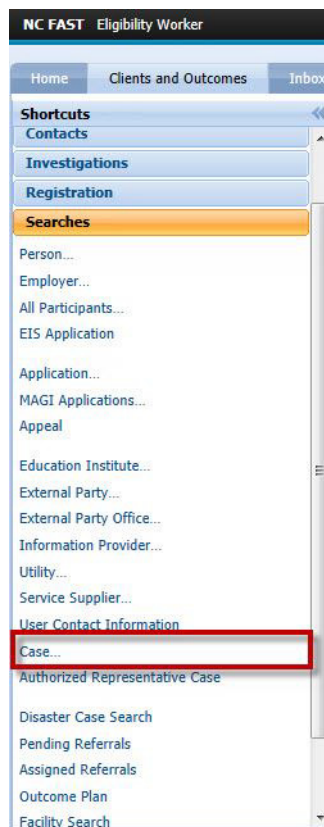 NC FAST Eligibility Worker
Home Clients and Outcomes Inbox
Shortcuts
Contacts
Investigations
Registration
Searches
Person...
Employer...
All Participants...
EIS Application
Application...
MAGI Applications...
Appeal
Education Institute...
External Party...
External Party Office...
Information Provider...
Utility...
Service Supplier...
User Contact Information
Case...
Authorized Representative Case
Disaster Case Search
Pending Referrals
Assigned Referrals
Outcome Plan
Facility Search